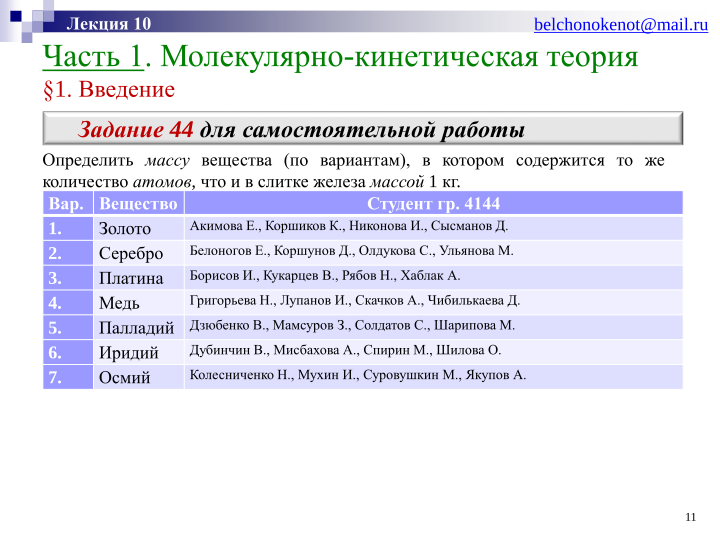 Лекция 10
belchonokenot@mail.ru
Часть 1. Молекулярно-кинетическая теория
§1. Введение
Задание 44 для самостоятельной работы
Определить массу вещества (по вариантам), в котором содержится то же
количество атомов, что и в слитке железа массой 1 кг.
Вар. Вещество Студент гр. 4144
1. Золото Акимова Е., Коршиков К., Никонова И., Сысманов Д.
2. Серебро Белоногов Е., Коршунов Д., Олдукова С., Ульянова М.
3. Платина Борисов И., Кукарцев В., Рябов Н., Хаблак А.
4. Медь Григорьева Н., Лупанов И., Скачков А., Чибилькаева Д.
5. Палладий Дзюбенко В., Мамсуров З., Солдатов С., Шарипова М.
6. Иридий Дубинчин В., Мисбахова А., Спирин М., Шилова О.
7. Осмий Колесниченко Н., Мухин И., Суровушкин М., Якупов А.
11